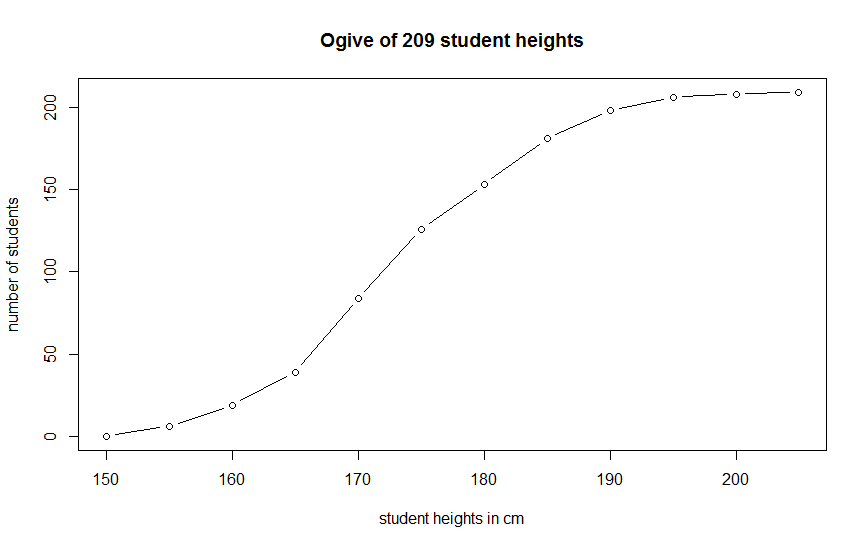 Ogive of 209 student heights
number of students
200
150
100
50
0
150 160 170 180 190 200
student heights in cm